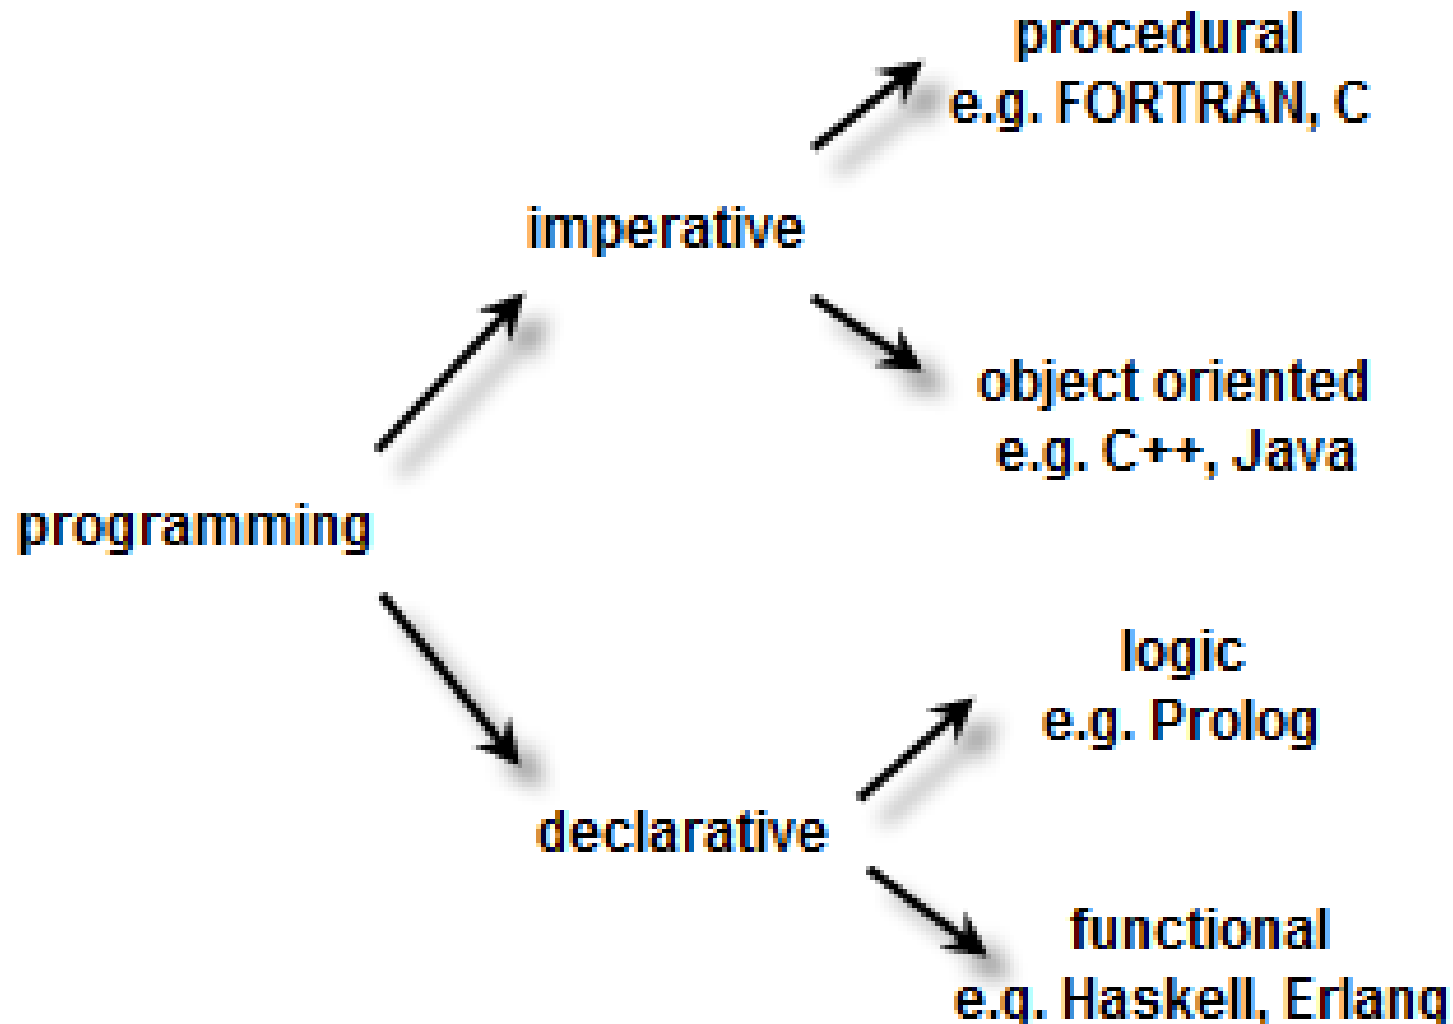 procedural
e.g. FORTRAN, C
imperative
object oriented
e.g. C++, Java
programming
logic
e.g. Prolog
declarative
functional
e.g. Haskell, Erlang